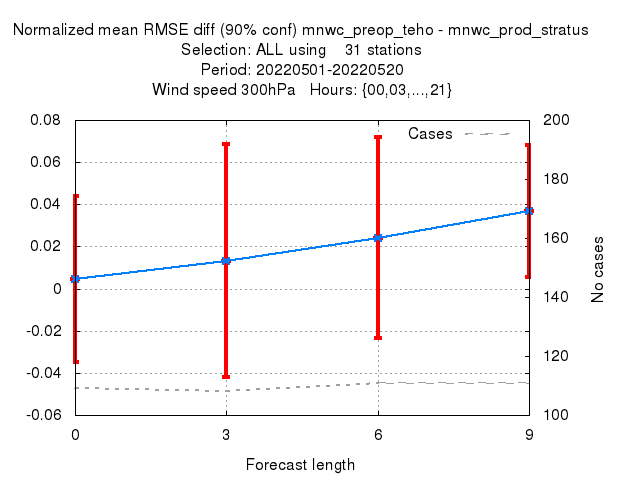 Normalized mean RMSE diff (90% conf) mnwc_preop_teho - mnwc_prod_stratus
Selection: ALL using    31 stations
Period: 20220501-20220520
Wind speed 300hPa   Hours: {00,03,...,21}
Cases
0.08
0.06
0.04
0.02
0
-0.02
-0.04
-0.06
200
180
160
140
120
100
No cases
0 3 6 9
Forecast length